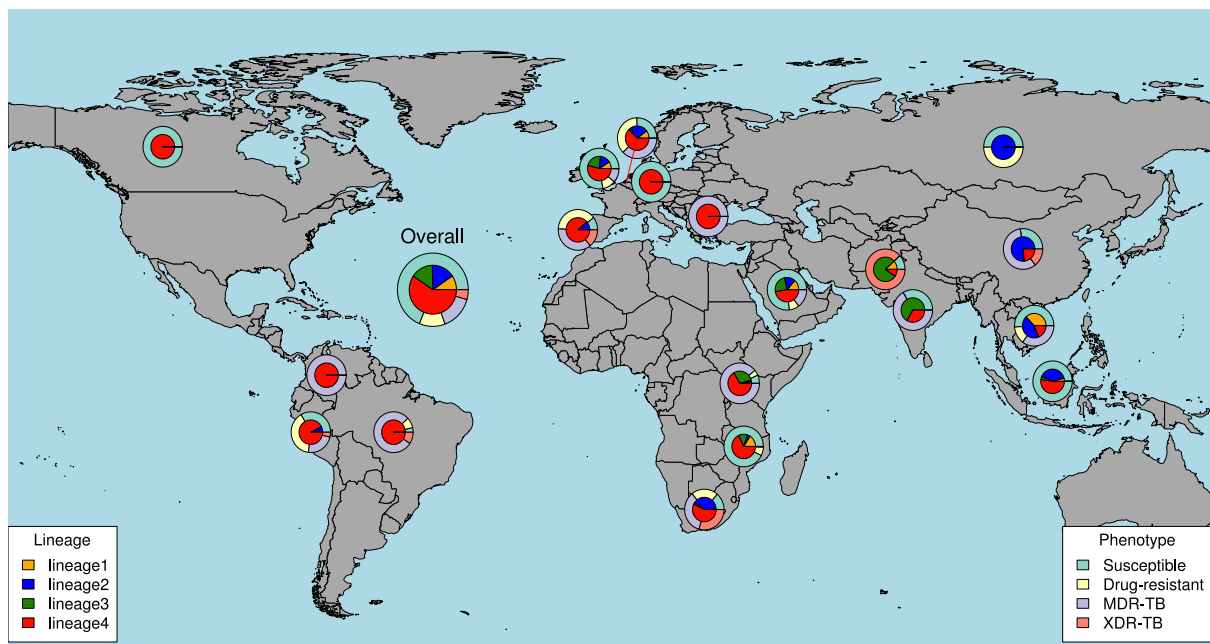 Overall
Lineage
lineage1
lineage2
lineage3
lineage4
Phenotype
Susceptible
Drug-resistant
MDR-TB
XDR-TB